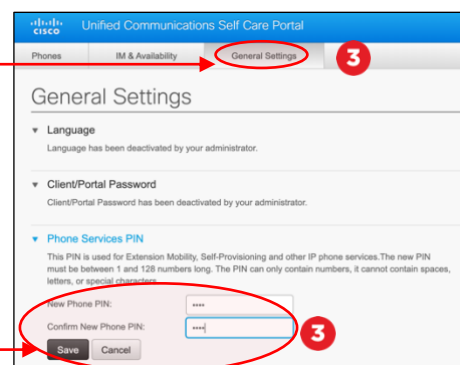 cisco
Unified Communications Self Care Portal
Phones
IM & Availability
General Settings
3
General Settings
Language
Language has been deactivated by your administrator.
Client/Portal Password
Client/Portal Password has been deactivated by your administrator.
Phone Services PIN
This PIN is used for Extension Mobility, Self-Provisioning and other IP phone services.The new PIN
must be between 1 and 128 numbers long. The PIN can only contain numbers, it cannot contain spaces,
letters, or special characters.
New Phone PIN:
••••
Confirm New Phone PIN:
••••
3
Save
Cancel